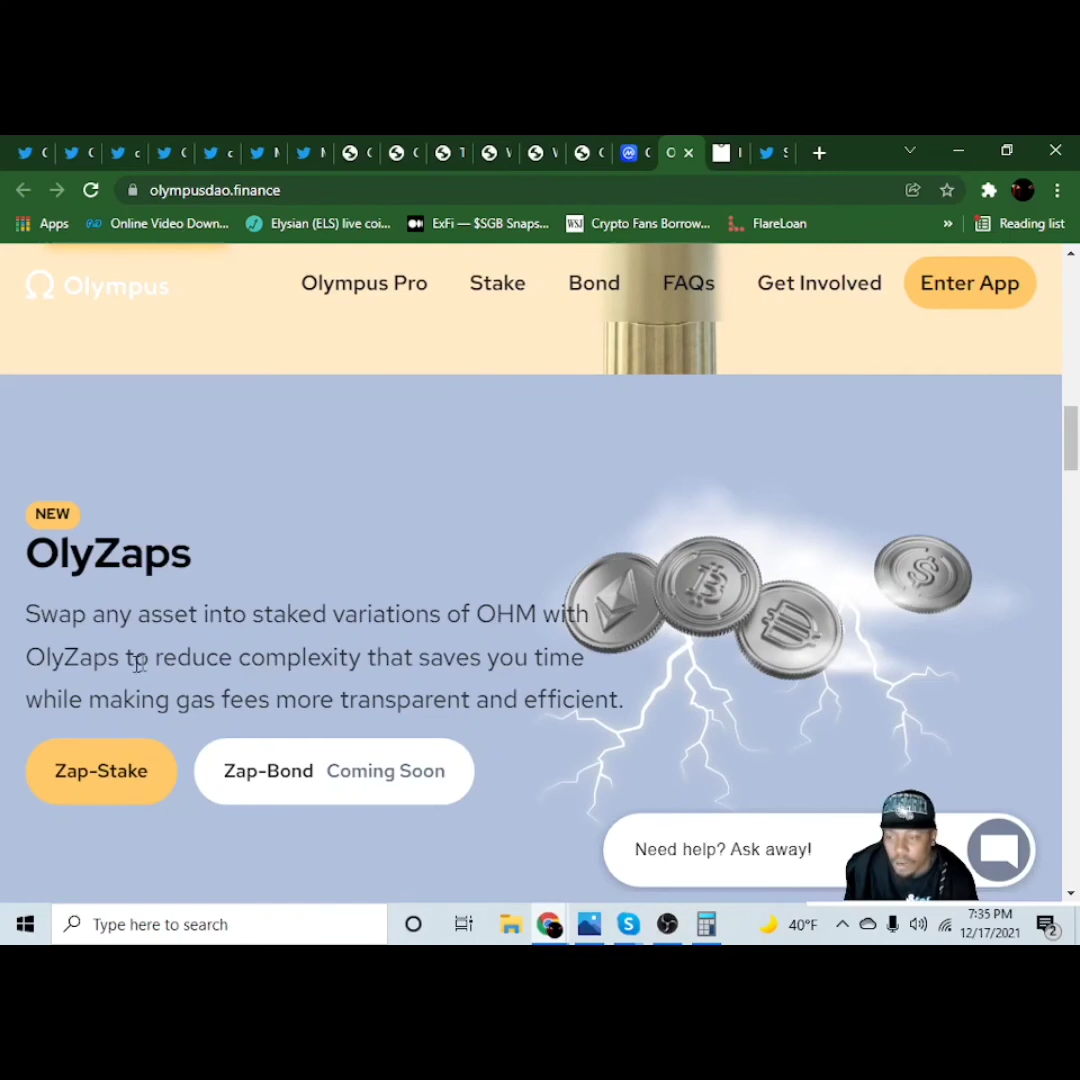 olympusdao.finance
Apps
Online Video Down...
Elysian (ELS) live coi...
ExFi — $SGB Snaps...
WSJ
Crypto Fans Borrow...
FlareLoan
»
Reading list
Olympus
Olympus Pro
Stake
Bond
FAQs
Get Involved
Enter App
NEW
OlyZaps
Swap any asset into staked variations of OHM with
OlyZaps to reduce complexity that saves you time
while making gas fees more transparent and efficient.
Zap-Stake
Zap-Bond Coming Soon
Need help? Ask away!
Type here to search
40°F
7:35 PM
12/17/2021
2